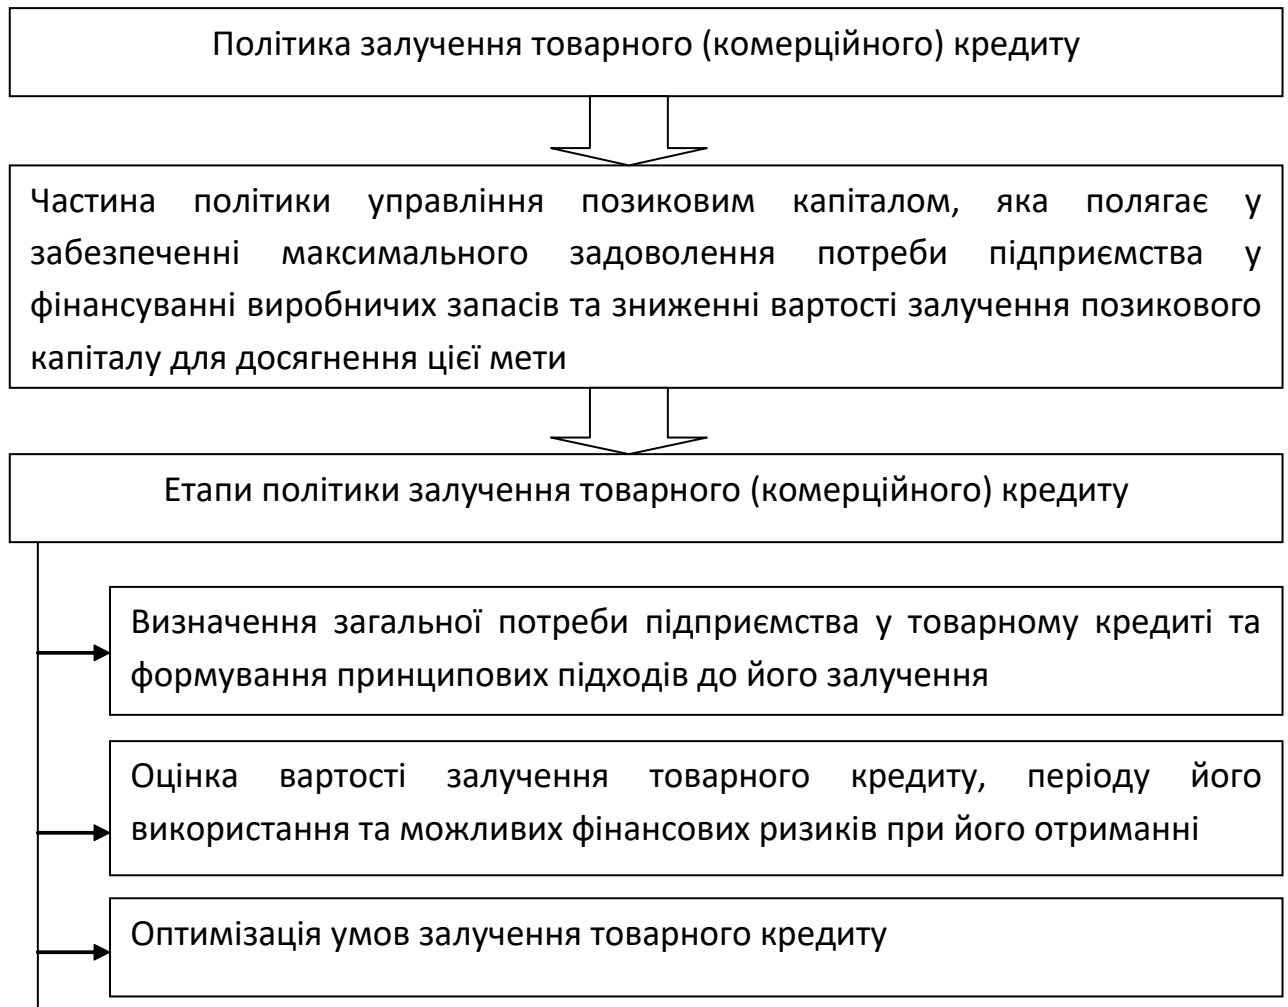 Політика залучення товарного (комерційного) кредиту
Частина політики управління позиковим капіталом, яка полягає у
забезпеченні максимального задоволення потреби підприємства у
фінансуванні виробничих запасів та зниженні вартості залучення позикового
капіталу для досягнення цієї мети
Етапи політики залучення товарного (комерційного) кредиту
Визначення загальної потреби підприємства у товарному кредиті та
формування принципових підходів до його залучення
Оцінка вартості залучення товарного кредиту, періоду його
використання та можливих фінансових ризиків при його отриманні
Оптимізація умов залучення товарного кредиту